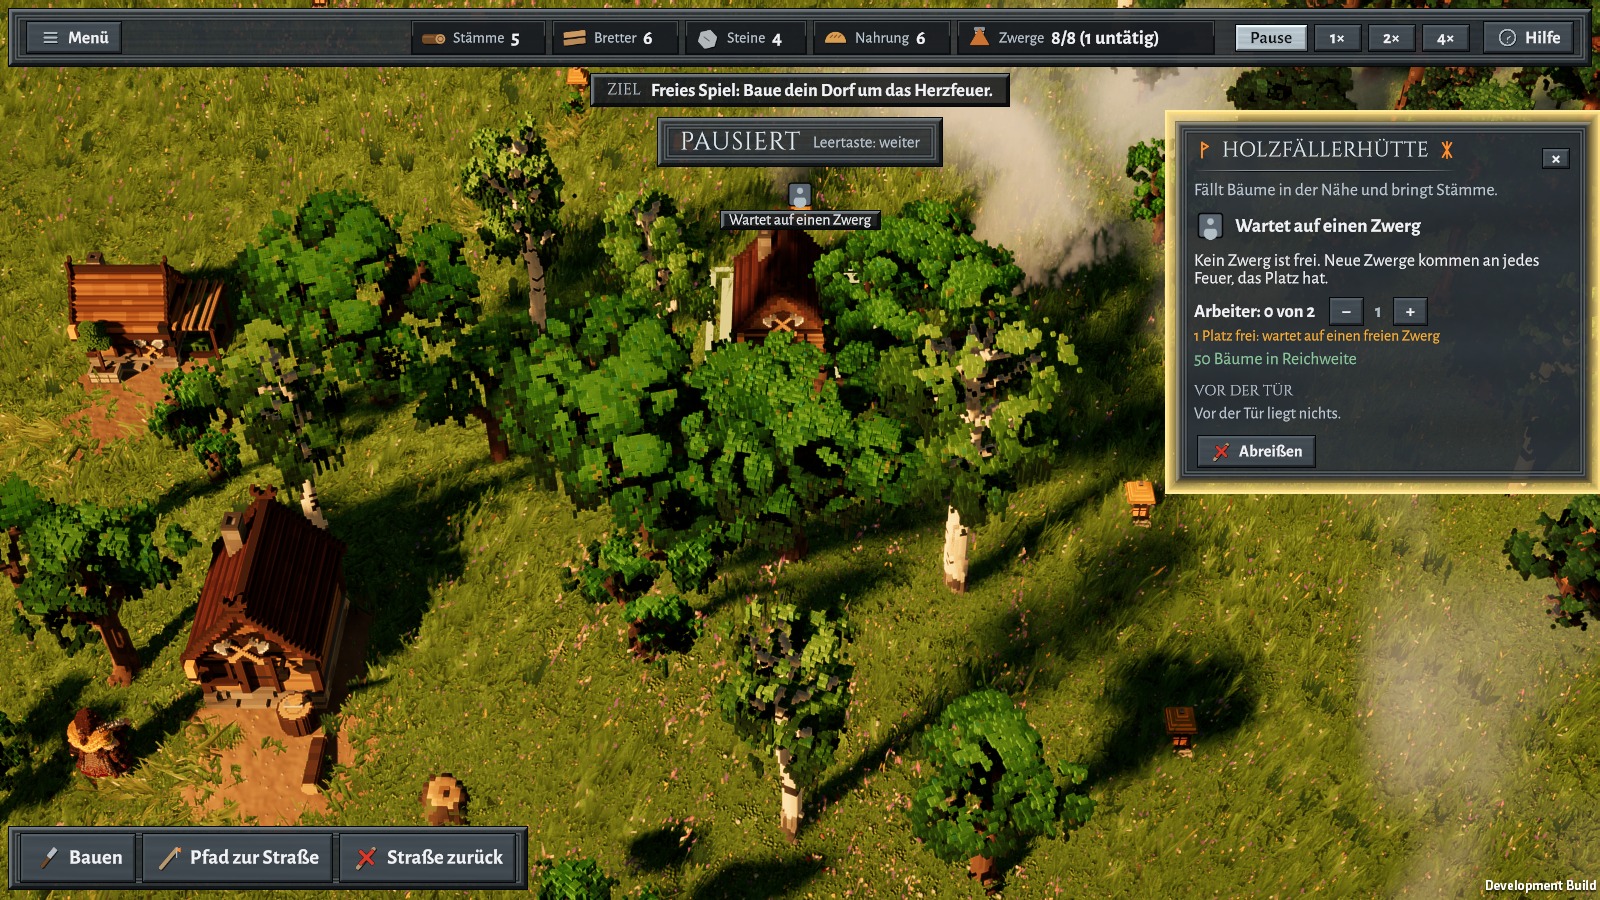 Menü
Stämme 5
Bretter 6
Steine 4
Nahrung 6
Zwerge 8/8 (1 untätig)
Pause
1×
2×
4×
Hilfe
ZIEL Freies Spiel: Baue dein Dorf um das Herzfeuer.
PAUSIERT Leertaste: weiter
Wartet auf einen Zwerg
HOLZFÄLLERHÜTTE
×
Fällt Bäume in der Nähe und bringt Stämme.
Wartet auf einen Zwerg
Kein Zwerg ist frei. Neue Zwerge kommen an jedes
Feuer, das Platz hat.
Arbeiter: 0 von 2 − 1 +
1 Platz frei: wartet auf einen freien Zwerg
50 Bäume in Reichweite
VOR DER TÜR
Vor der Tür liegt nichts.
Abreißen
Bauen
Pfad zur Straße
Straße zurück
Development Build